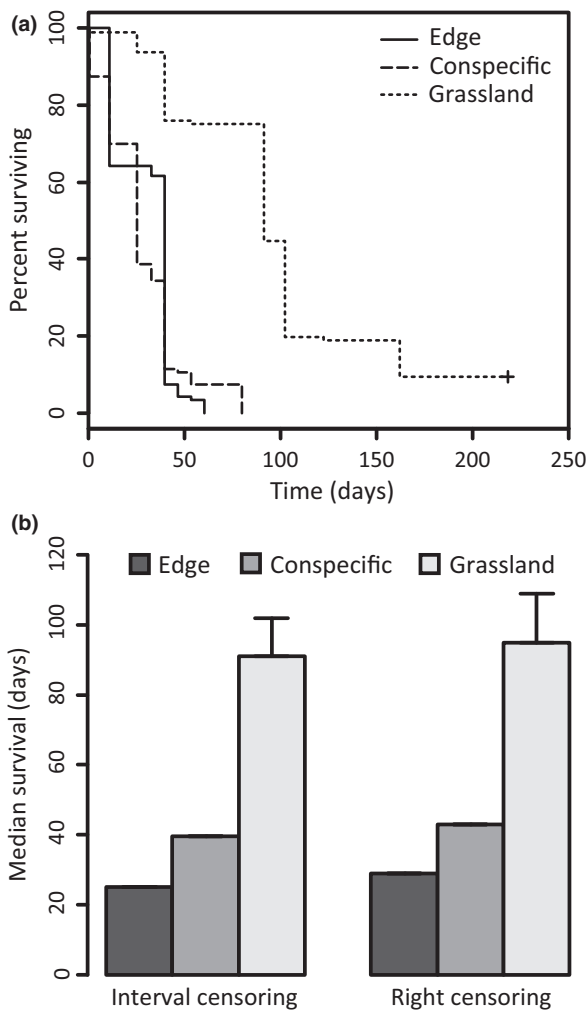 (a)
Edge
Conspecific
Grassland
Percent surviving
100
80
60
40
20
0
0 50 100 150 200 250
Time (days)
(b)
Edge Conspecific Grassland
Median survival (days)
120
100
80
60
40
20
0
Interval censoring Right censoring